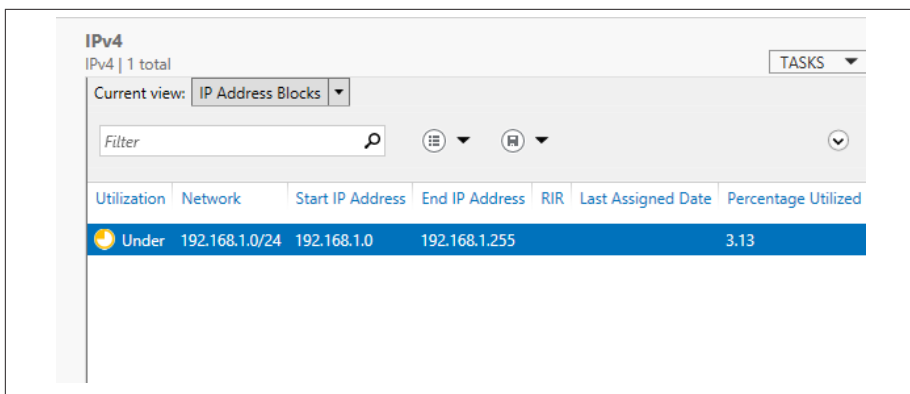 IPv4
IPv4 | 1 total
TASKS
Current view: IP Address Blocks
Filter
Utilization Network Start IP Address End IP Address RIR Last Assigned Date Percentage Utilized
Under 192.168.1.0/24 192.168.1.0 192.168.1.255 3.13